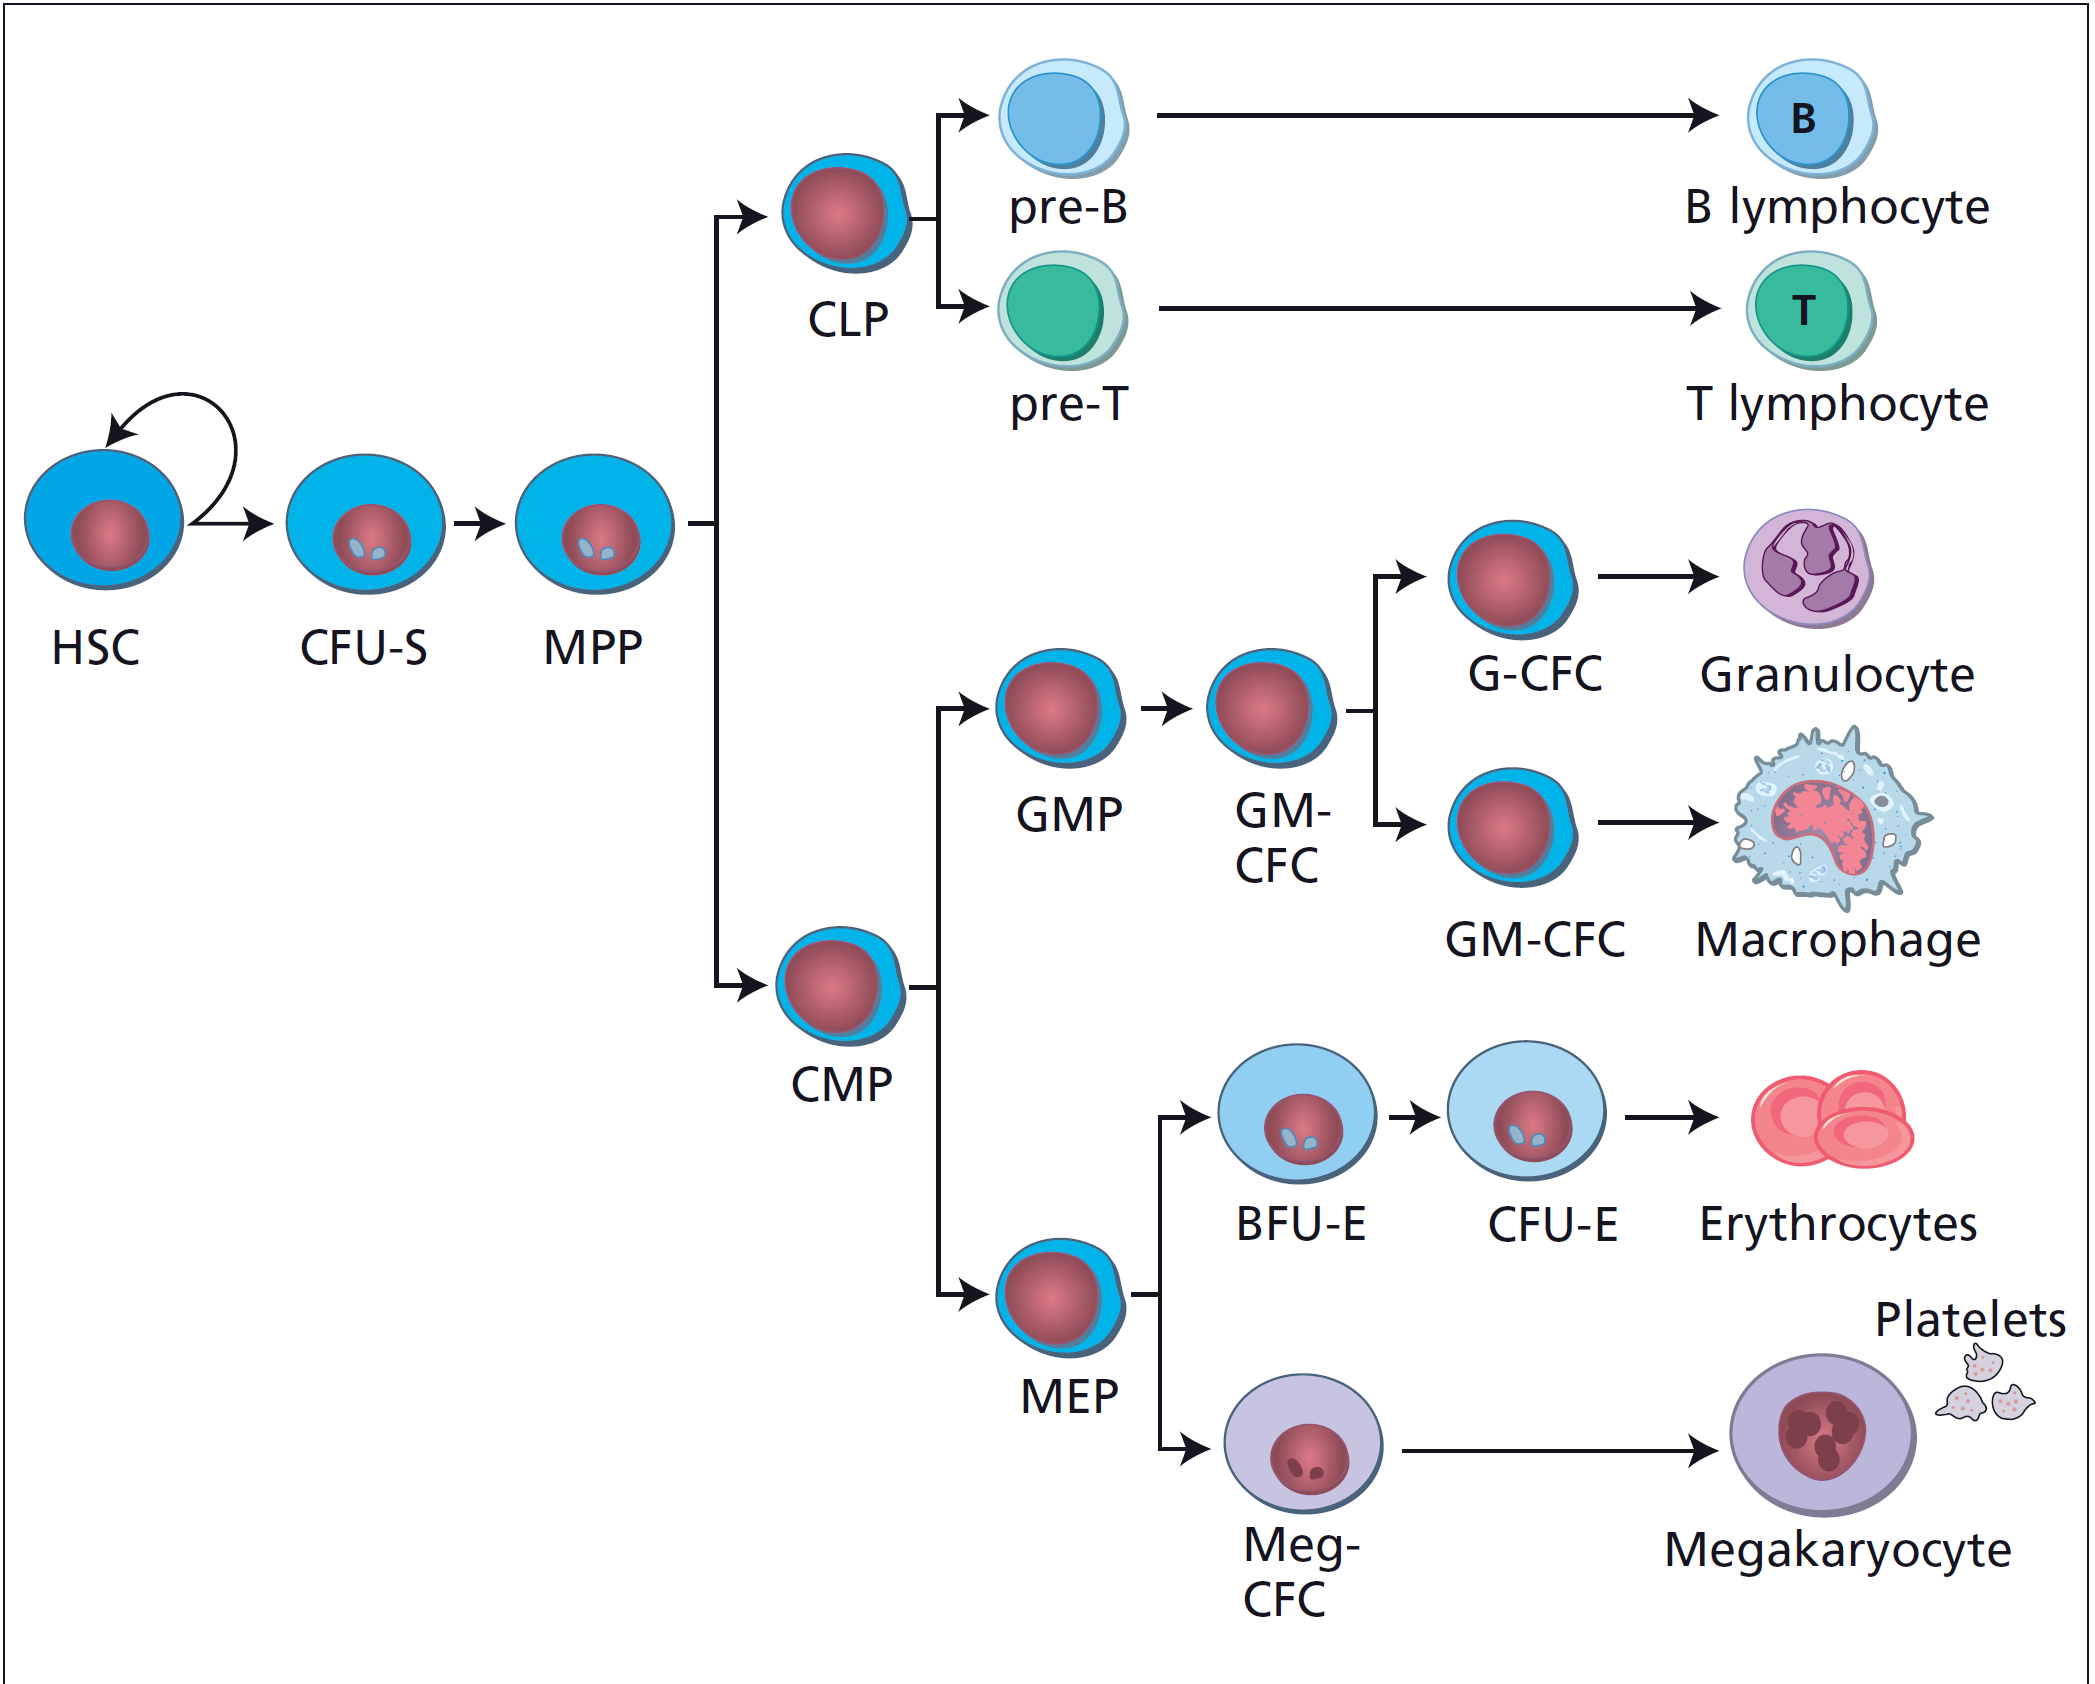 B
pre-B
B lymphocyte
CLP
T
pre-T
T lymphocyte
HSC
CFU-S
MPP
G-CFC
Granulocyte
GMP
GM-
CFC
GM-CFC
Macrophage
CMP
BFU-E
CFU-E
Erythrocytes
Platelets
MEP
Meg-
CFC
Megakaryocyte